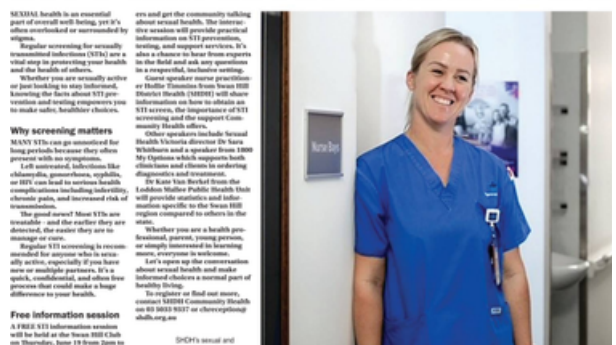 SEXUAL health is an essential
part of overall well-being, yet it's
often overlooked or surrounded by
stigma.
Regular screening for sexually
transmitted infections (STIs) are a
vital step in protecting your health
and the health of others.
Whether you are sexually active
or just looking to stay informed,
knowing the facts about STI pre-
vention and testing empowers you
to make safer, healthier choices.
Why screening matters
MANY STIs can go unnoticed for
long periods because they often
present with no symptoms.
Left untreated, infections like
chlamydia, gonorrhoea, syphilis,
or HIV can lead to serious health
complications including infertility,
chronic pain, and increased risk of
transmission.
The good news? Most STIs are
treatable - and the earlier they are
detected, the easier they are to
manage or cure.
Regular STI screening is recom-
mended for anyone who is sexu-
ally active, especially if you have
new or multiple partners. It's a
quick, confidential, and often free
process that could make a huge
difference to your health.
Free information session
A FREE STI information session
will be held at the Swan Hill Club
on Thursday, June 19 from 2pm to
ers and get the community talking
about sexual health. The interac-
tive session will provide practical
information on STI prevention,
testing, and support services. It's
also a chance to hear from experts
in the field and ask any questions
in a respectful, inclusive setting.
Guest speaker nurse practition-
er Hollie Timmins from Swan Hill
District Health (SHDH) will share
information on how to obtain an
STI screen, the importance of STI
screening and the support Com-
munity Health offers.
Other speakers include Sexual
Health Victoria director Dr Sara
Whitburn and a speaker from 1800
My Options which supports both
clinicians and clients in ordering
diagnostics and treatment.
Dr Kate Van Berkel from the
Loddon Mallee Public Health Unit
will provide statistics and infor-
mation specific to the Swan Hill
region compared to others in the
state.
Whether you are a health pro-
fessional, parent, young person,
or simply interested in learning
more, everyone is welcome.
Let's open up the conversation
about sexual health and make
informed choices a normal part of
healthy living.
To register or find out more,
contact SHDH Community Health
on 03 5033 9337 or chreception@
shdh.org.au
SHDH's sexual and
Nurse Bays